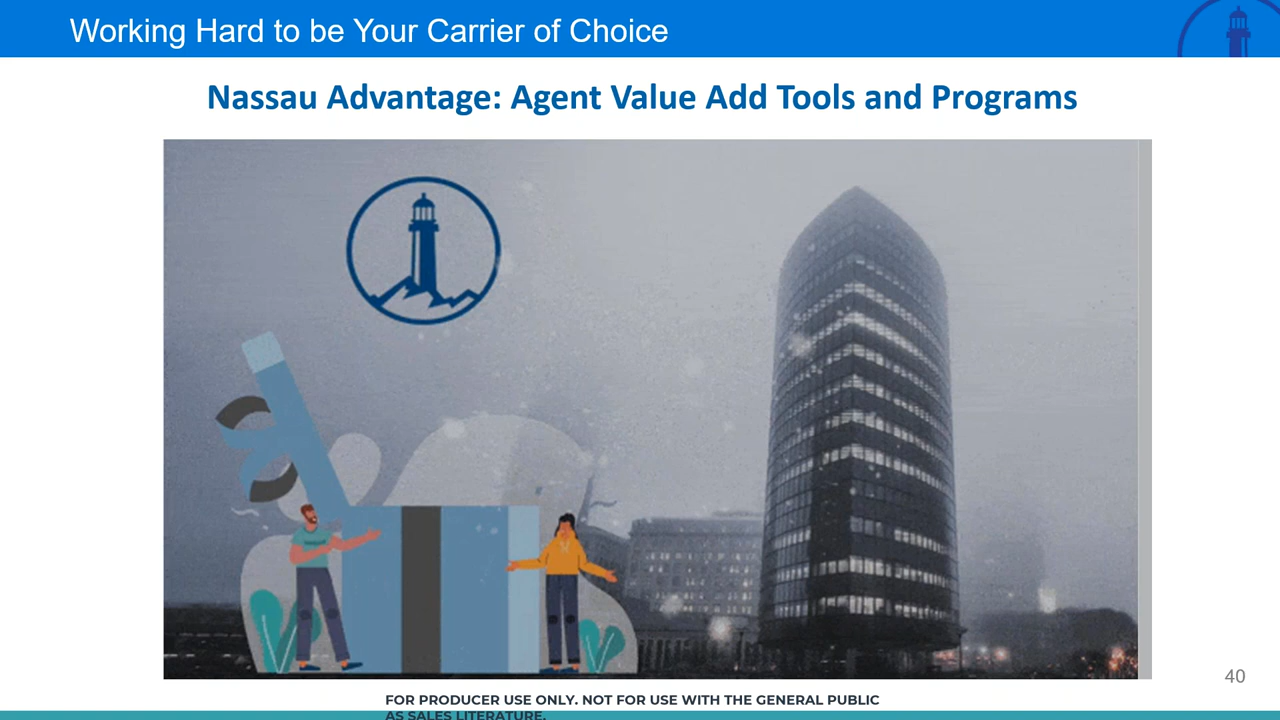 Working Hard to be Your Carrier of Choice
Nassau Advantage: Agent Value Add Tools and Programs
40
FOR PRODUCER USE ONLY. NOT FOR USE WITH THE GENERAL PUBLIC
AS SALES LITERATURE.